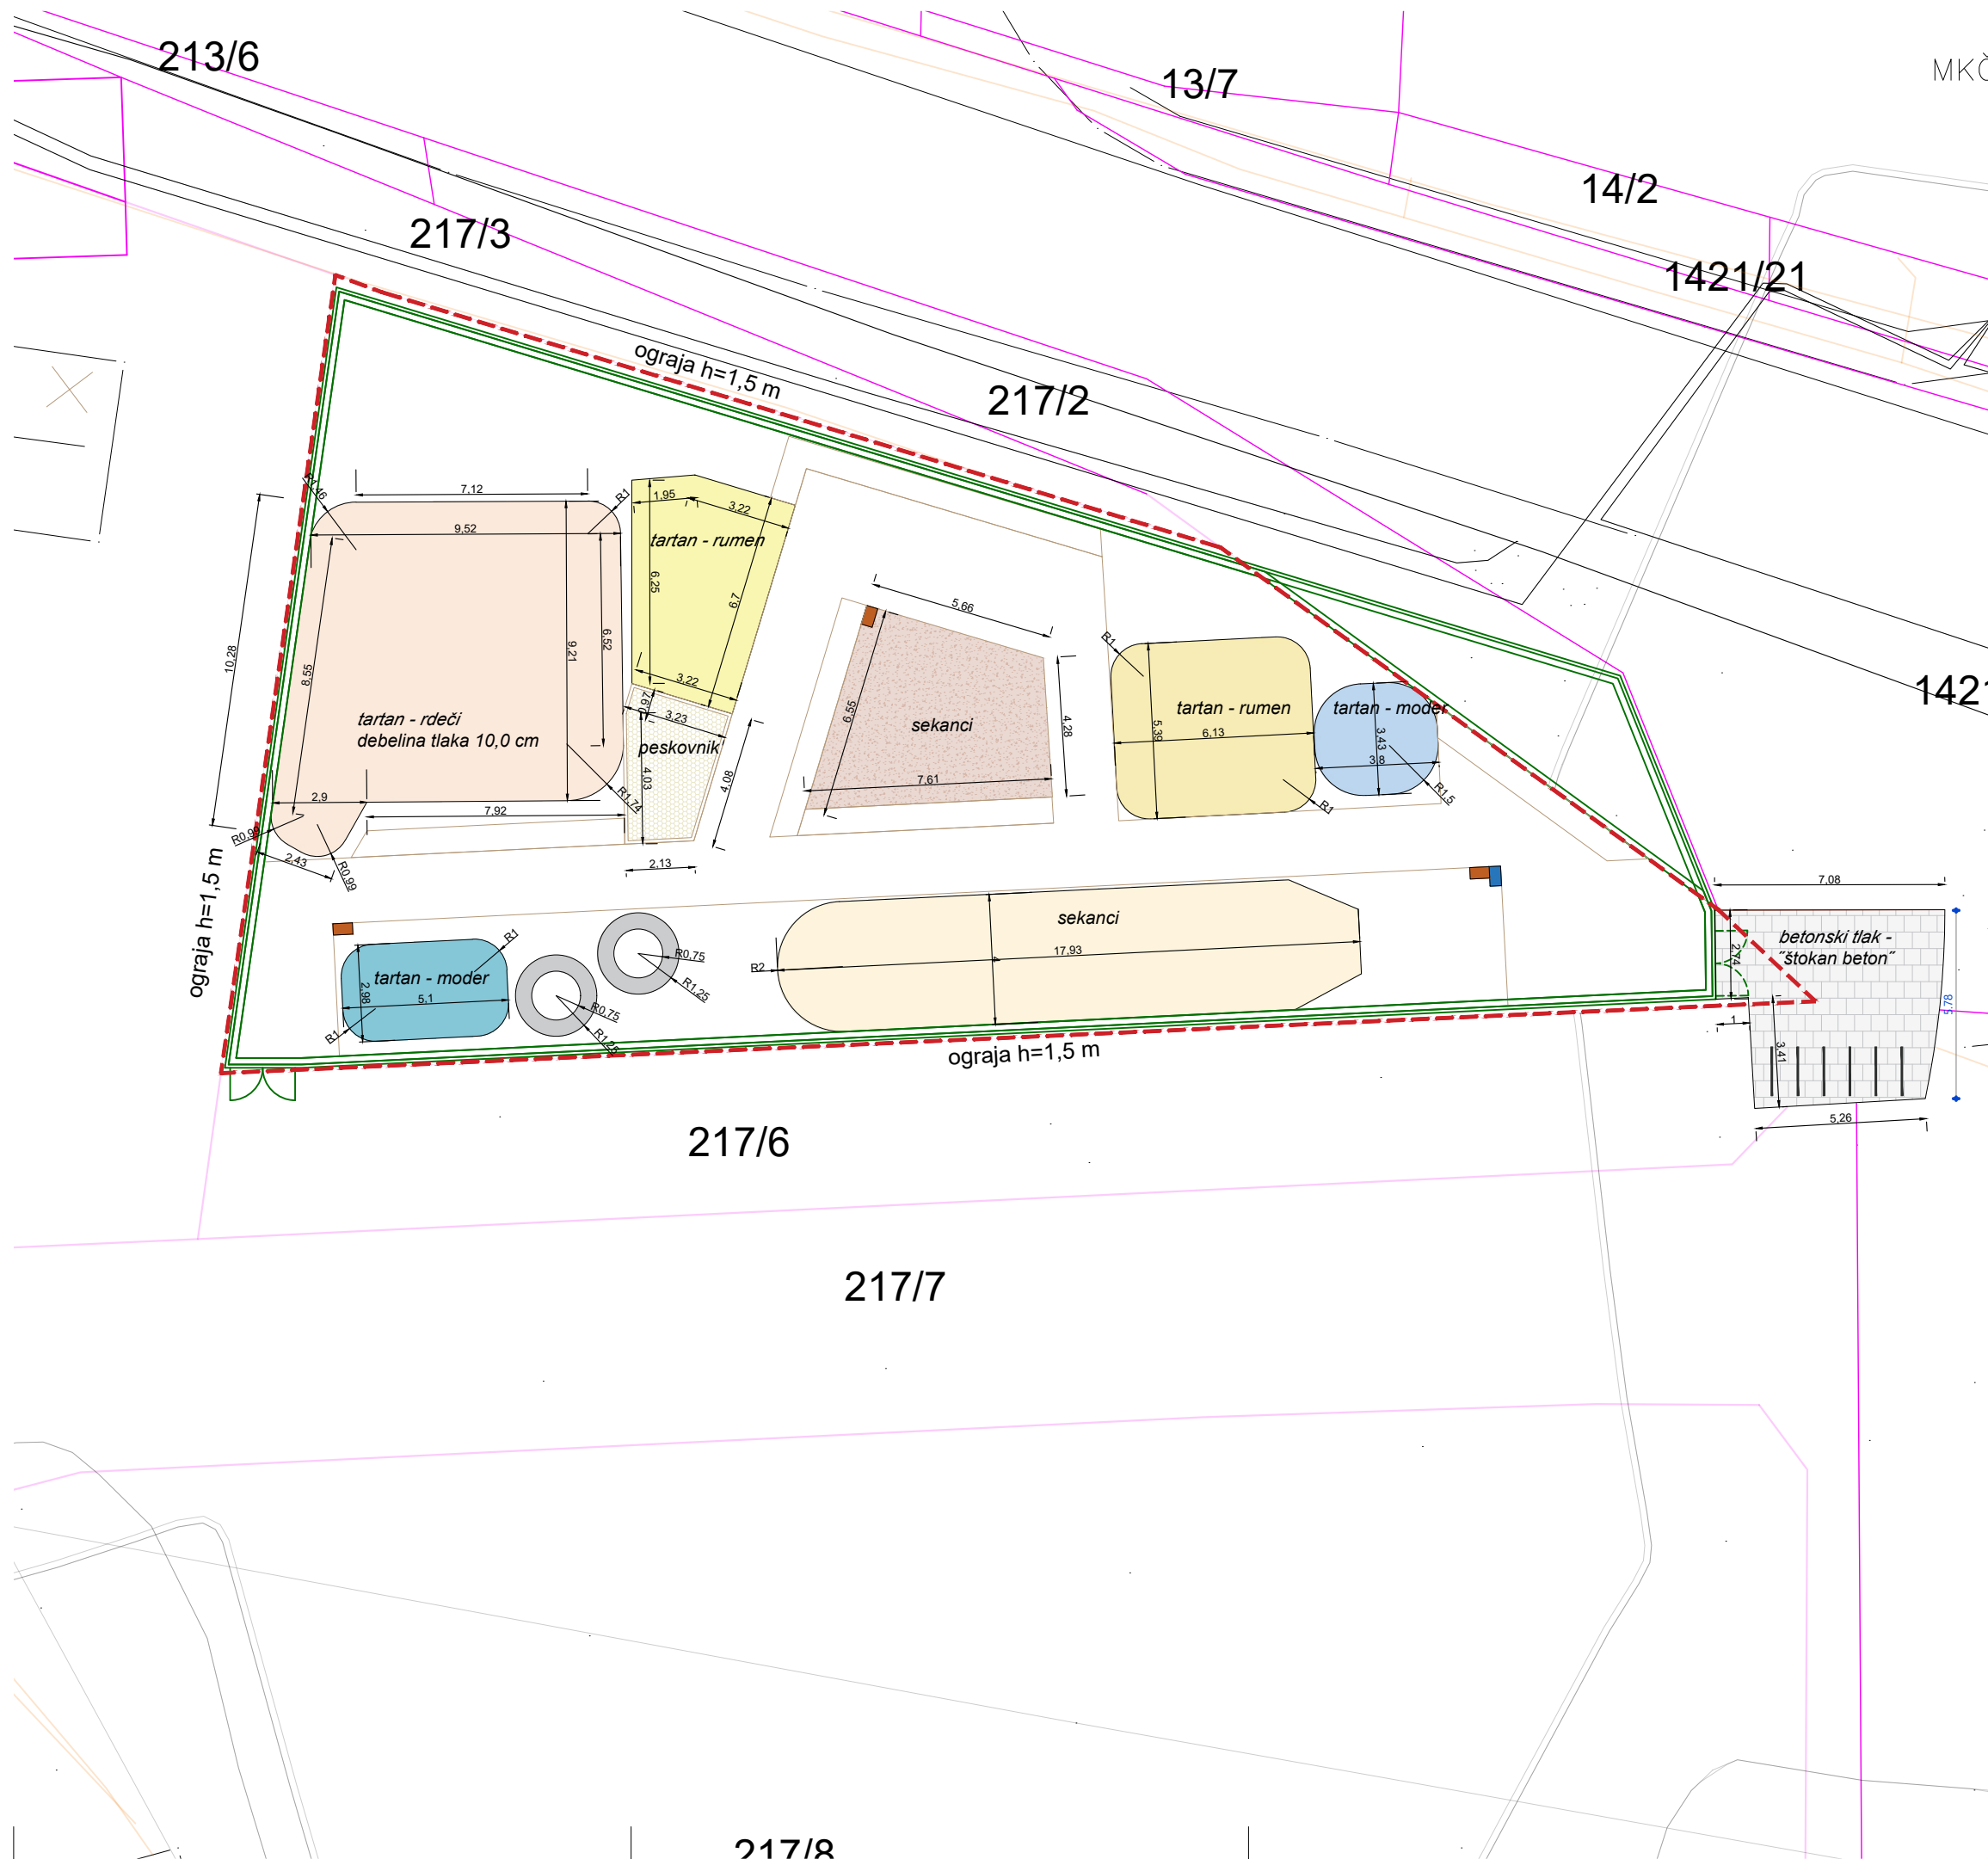 213/6
13/7
MKČ
14/2
217/3
1421/21
ograja h=1,5 m
217/2
1421
R1,46
7,12
R1
9,52
1,95
3,22
tartan - rumen
6,25
6,7
6,52
9,21
8,55
10,28
3,22
0,97
3,23
peskovnik
4,03
4,08
tartan - rdeči
debelina tlaka 10,0 cm
2,9
7,92
R1,74
R0,99
2,43
R0,99
2,13
5,66
6,55
sekanci
4,28
7,61
R1
tartan - rumen
5,39
6,13
R1
tartan - moder
3,43
3,8
R1,5
ograja h=1,5 m
R1
tartan - moder
2,98
5,1
R1
R0,75
R1,25
R0,75
R1,25
sekanci
R2
4
17,93
ograja h=1,5 m
7,08
betonski tlak -
"štokan beton"
2,74
5,78
1
3,41
5,26
217/6
217/7
217/8